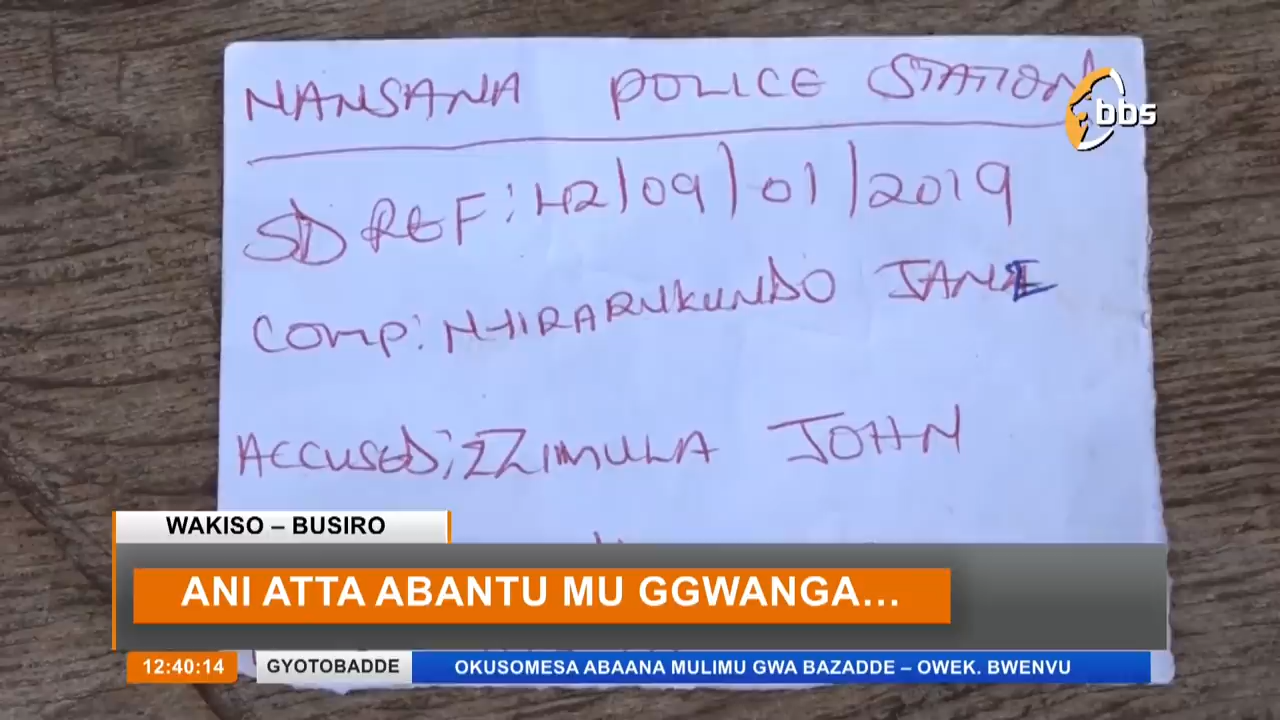 NANSANA POLICE STATION
bbs
SD REF: 42/09/01/2019
COMP: NYIRARUKUNDO JANE
ACCUSED: ZZIMULA JOHN
WAKISO – BUSIRO
ANI ATTA ABANTU MU GGWANGA...
12:40:14 GYOTOBADDE OKUSOMESA ABAANA MULIMU GWA BAZADDE – OWEK. BWENVU